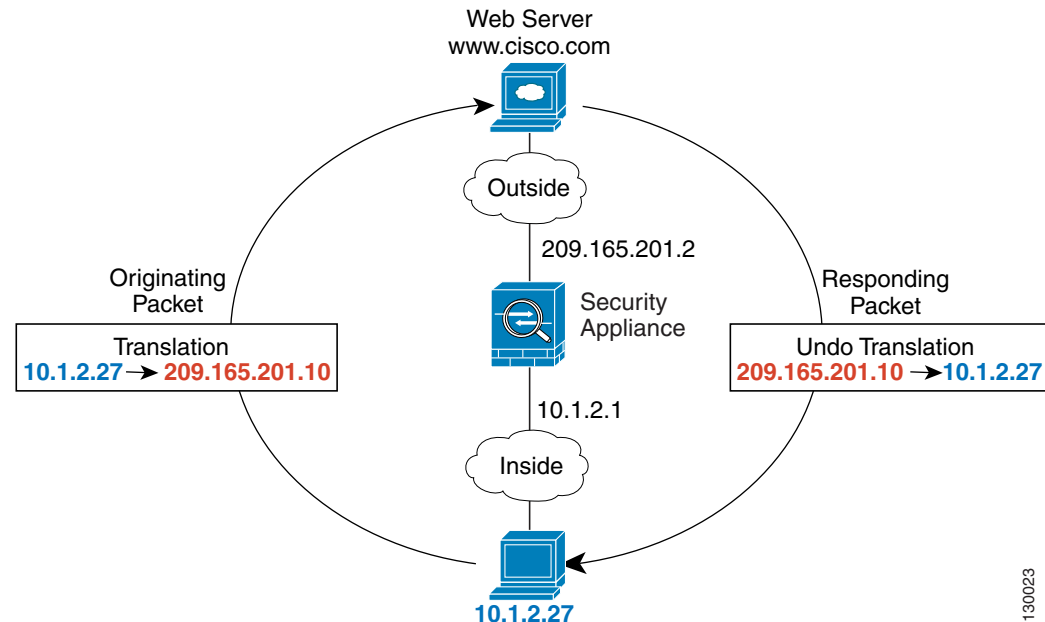 Web Server
www.cisco.com
Outside
209.165.201.2
Originating
Packet
Responding
Packet
Security
Appliance
Translation
10.1.2.27 209.165.201.10
Undo Translation
209.165.201.10 10.1.2.27
10.1.2.1
Inside
10.1.2.27
130023